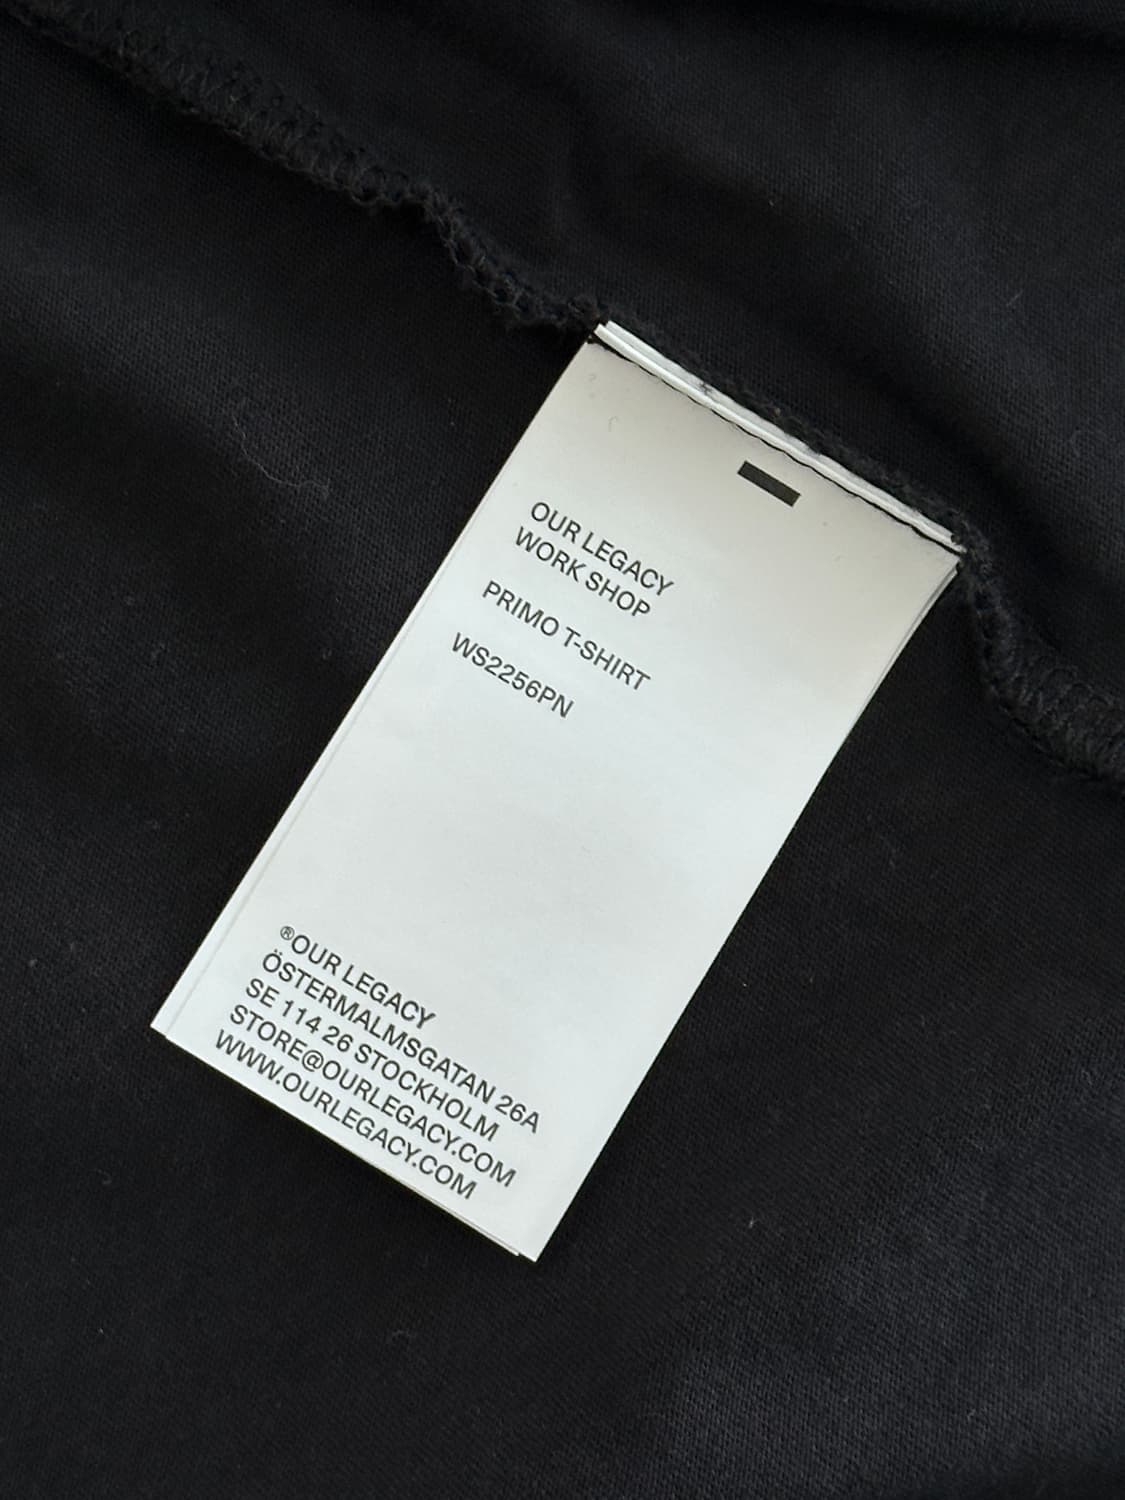 OUR LEGACY
WORK SHOP
PRIMO T-SHIRT
WS2256PN
®OUR LEGACY
ÖSTERMALMSGATAN 26A
SE 114 26 STOCKHOLM
STORE@OURLEGACY.COM
WWW.OURLEGACY.COM